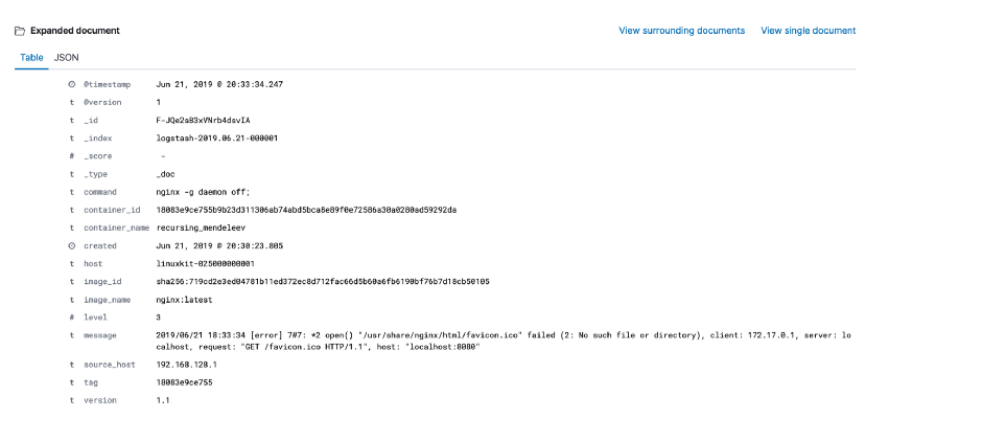 Expanded document View surrounding documents View single document
Table JSON
@timestamp Jun 21, 2019 @ 20:33:34.247
t @version 1
t _id F-JQe2sB3xVNrb4dsvIA
t _index logstash-2019.06.21-000001
# _score -
t _type _doc
t command nginx -g daemon off;
t container_id
t container_name recursing_mendeleev
created Jun 21, 2019 @ 20:30:23.805
t host linuxkit-025000000001
t image_id
t image_name nginx:latest
# level 3
t message 2019/06/21 18:33:34 [error] 7#7: *2 open() "/usr/share/nginx/html/favicon.ico" failed (2: No such file or directory), client: 172.17.0.1, server: lo
calhost, request: "GET /favicon.ico HTTP/1.1", host: "localhost:8080"
t source_host 192.168.128.1
t tag 18083e9ce755
t version 1.1